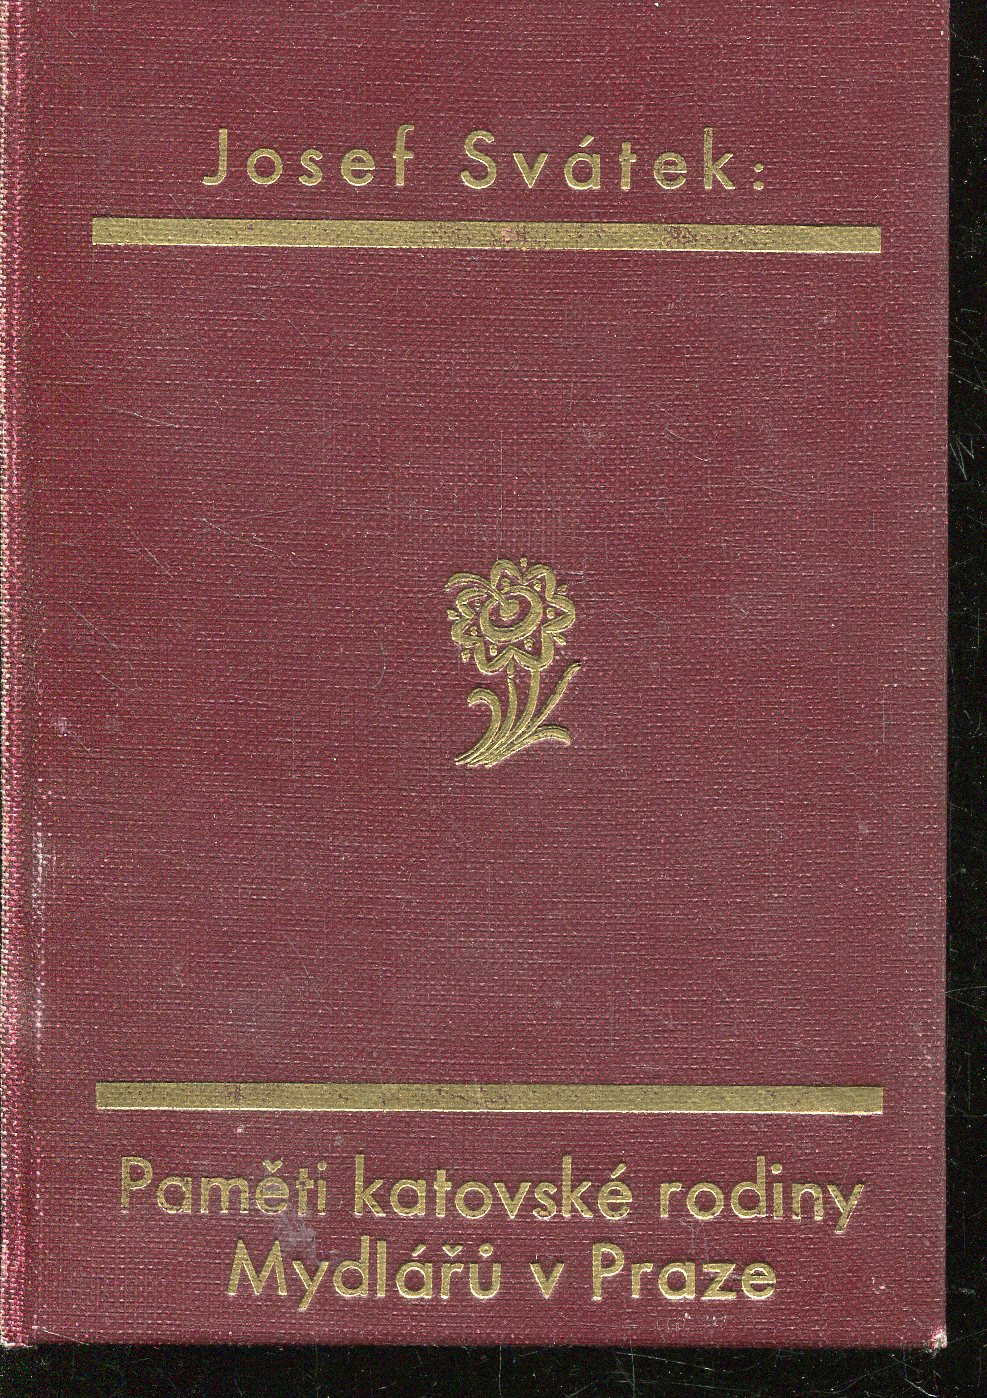 Josef Svátek:
Paměti katovské rodiny
Mydlářů v Praze